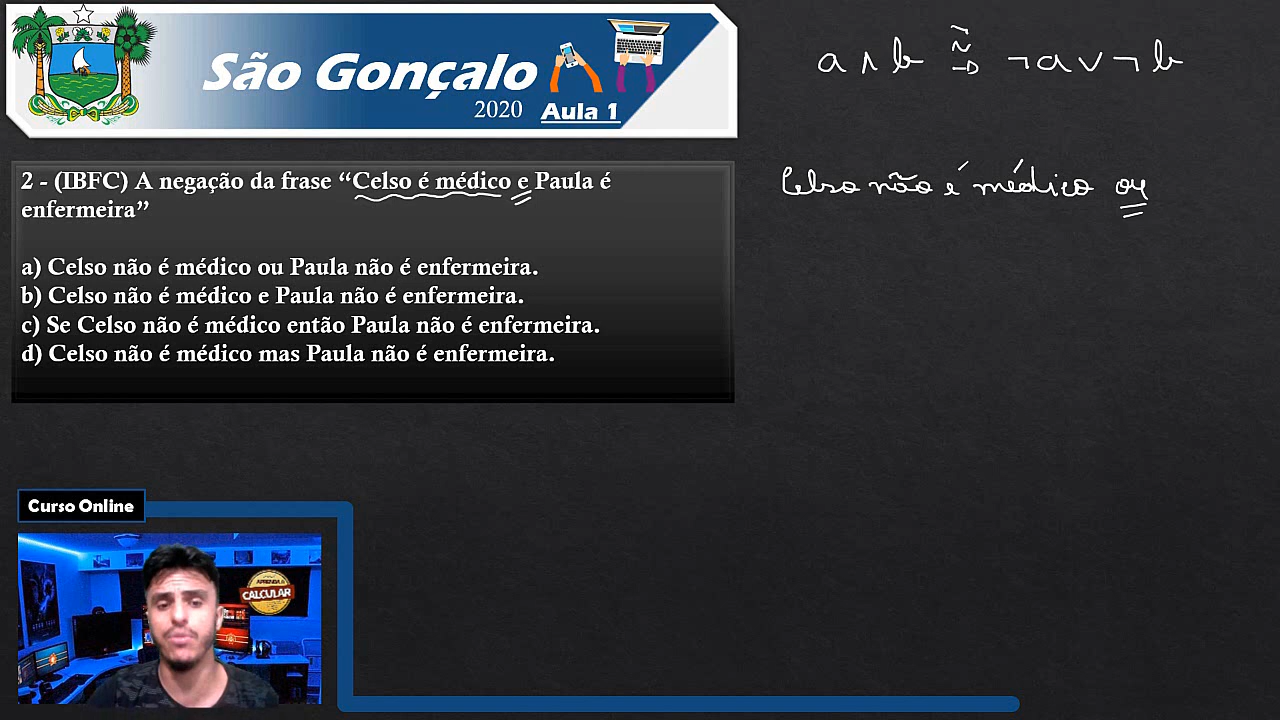 São Gonçalo
2020 Aula 1
a ∧ b ~ → ¬a ∨ ¬b
2 - (IBFC) A negação da frase “Celso é médico e Paula é
enfermeira”
Celso não é médico ou
a) Celso não é médico ou Paula não é enfermeira.
b) Celso não é médico e Paula não é enfermeira.
c) Se Celso não é médico então Paula não é enfermeira.
d) Celso não é médico mas Paula não é enfermeira.
Curso Online
APRENDA A
CALCULAR